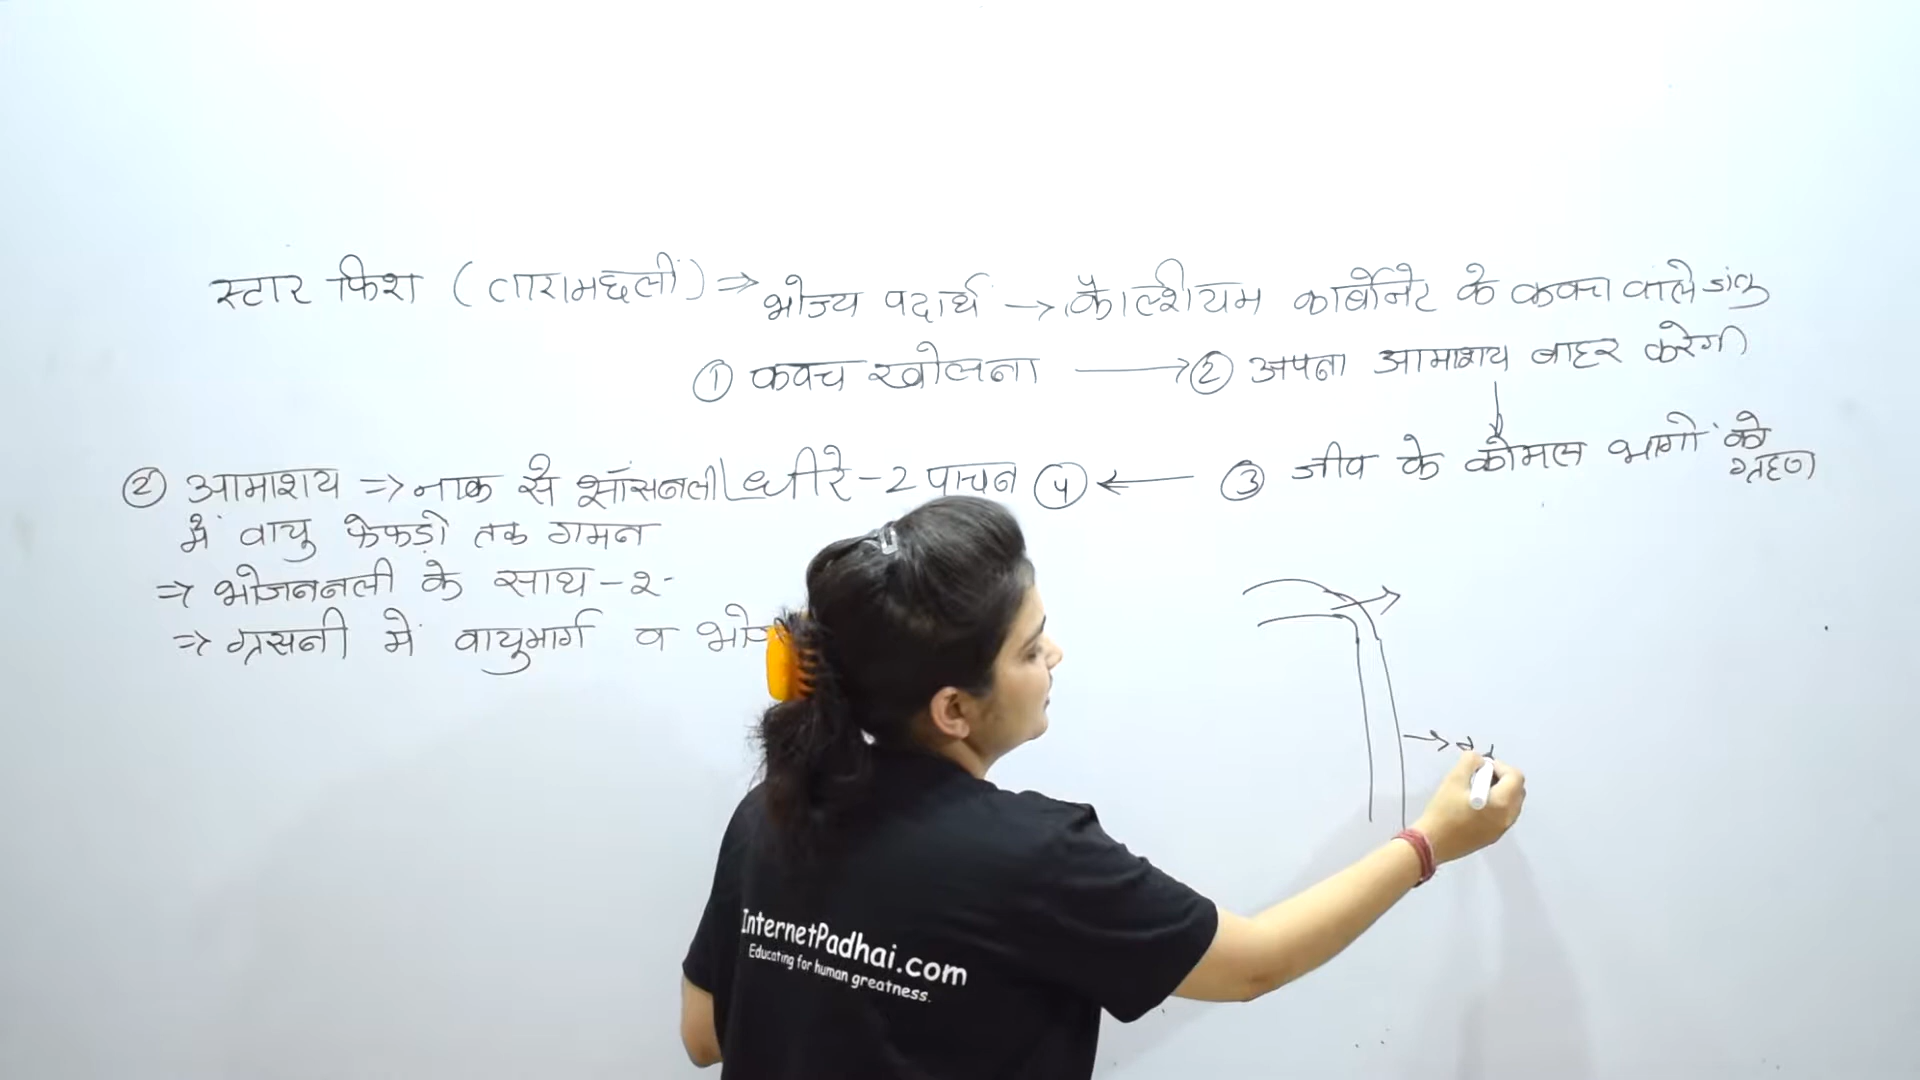 स्टार फिश (तारामछली) ⇒ भोज्य पदार्थ → कैल्शीयम कार्बोनेट के कवच वाले जंतु
① कवच खोलना → ② अपना आमाशय बाहर करेगी
③ जीव के कोमल भागों को ग्रहण
धीरे-2 पाचन ④ ←
② आमाशय ⇒ नाक से साँसनली
में वायु फेफड़ो तक गमन
⇒ भोजननली के साथ-२
⇒ ग्रसनी में वायुमार्ग व
InternetPadhai.com
Educating for human greatness.